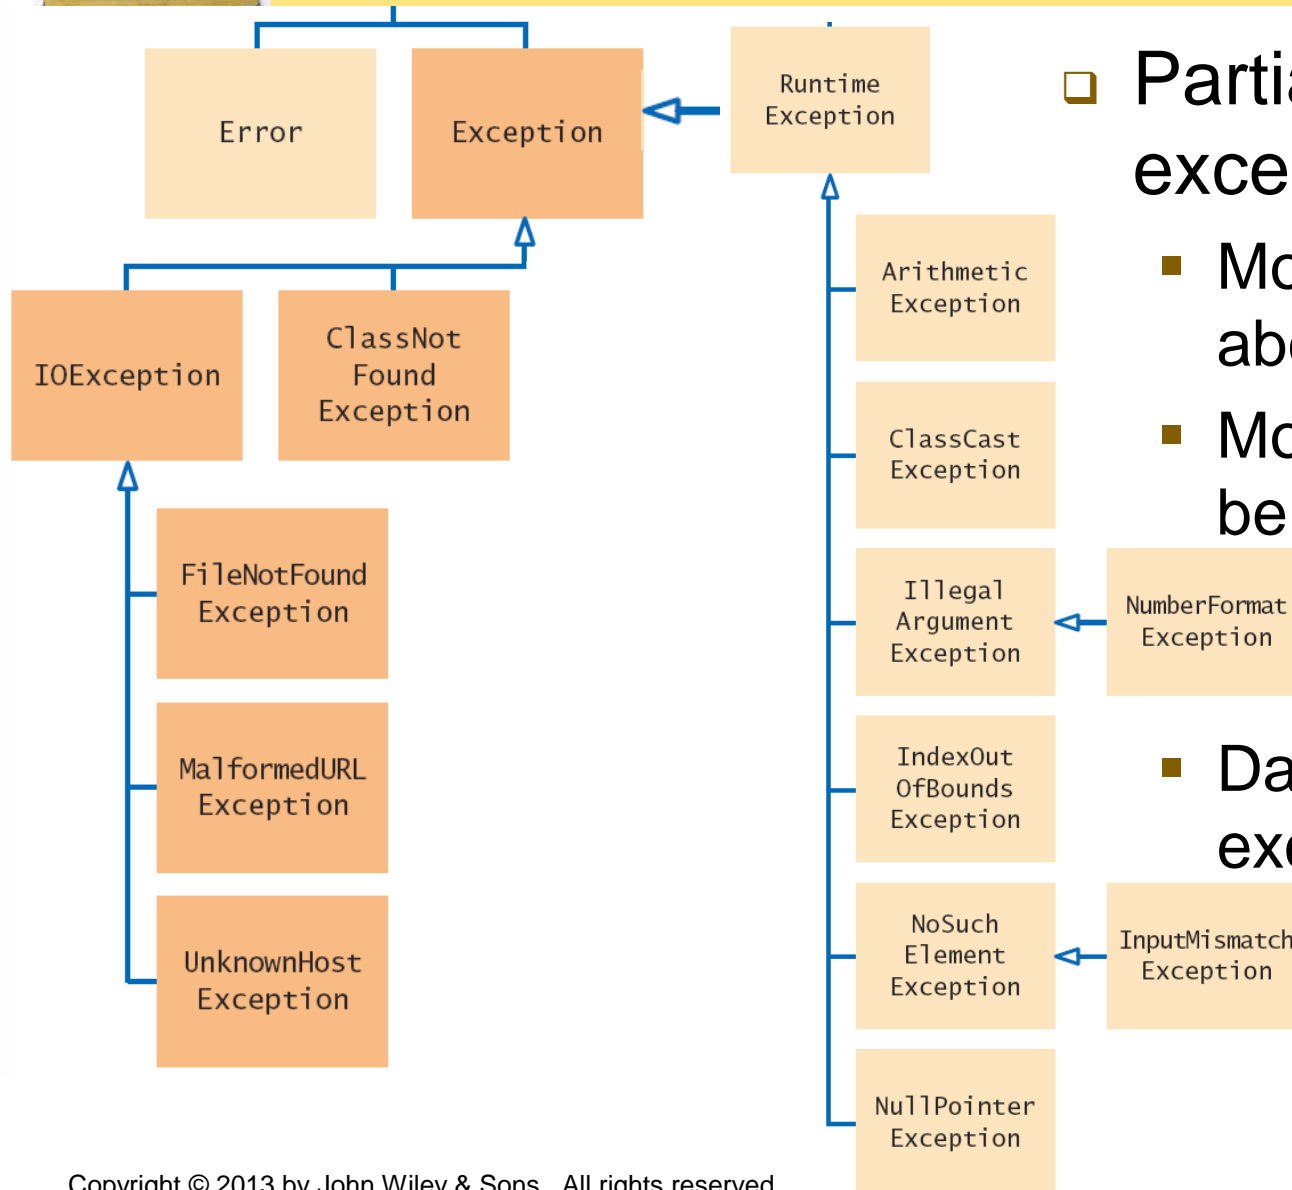 Error
Exception
Runtime
Exception
IOException
ClassNot
Found
Exception
FileNotFound
Exception
MalformedURL
Exception
UnknownHost
Exception
Arithmetic
Exception
ClassCast
Exception
Illegal
Argument
Exception
NumberFormat
Exception
IndexOut
OfBounds
Exception
NoSuch
Element
Exception
InputMismatch
Exception
NullPointer
Exception
be
Copyright © 2013 by John Wiley & Sons. All rights reserved